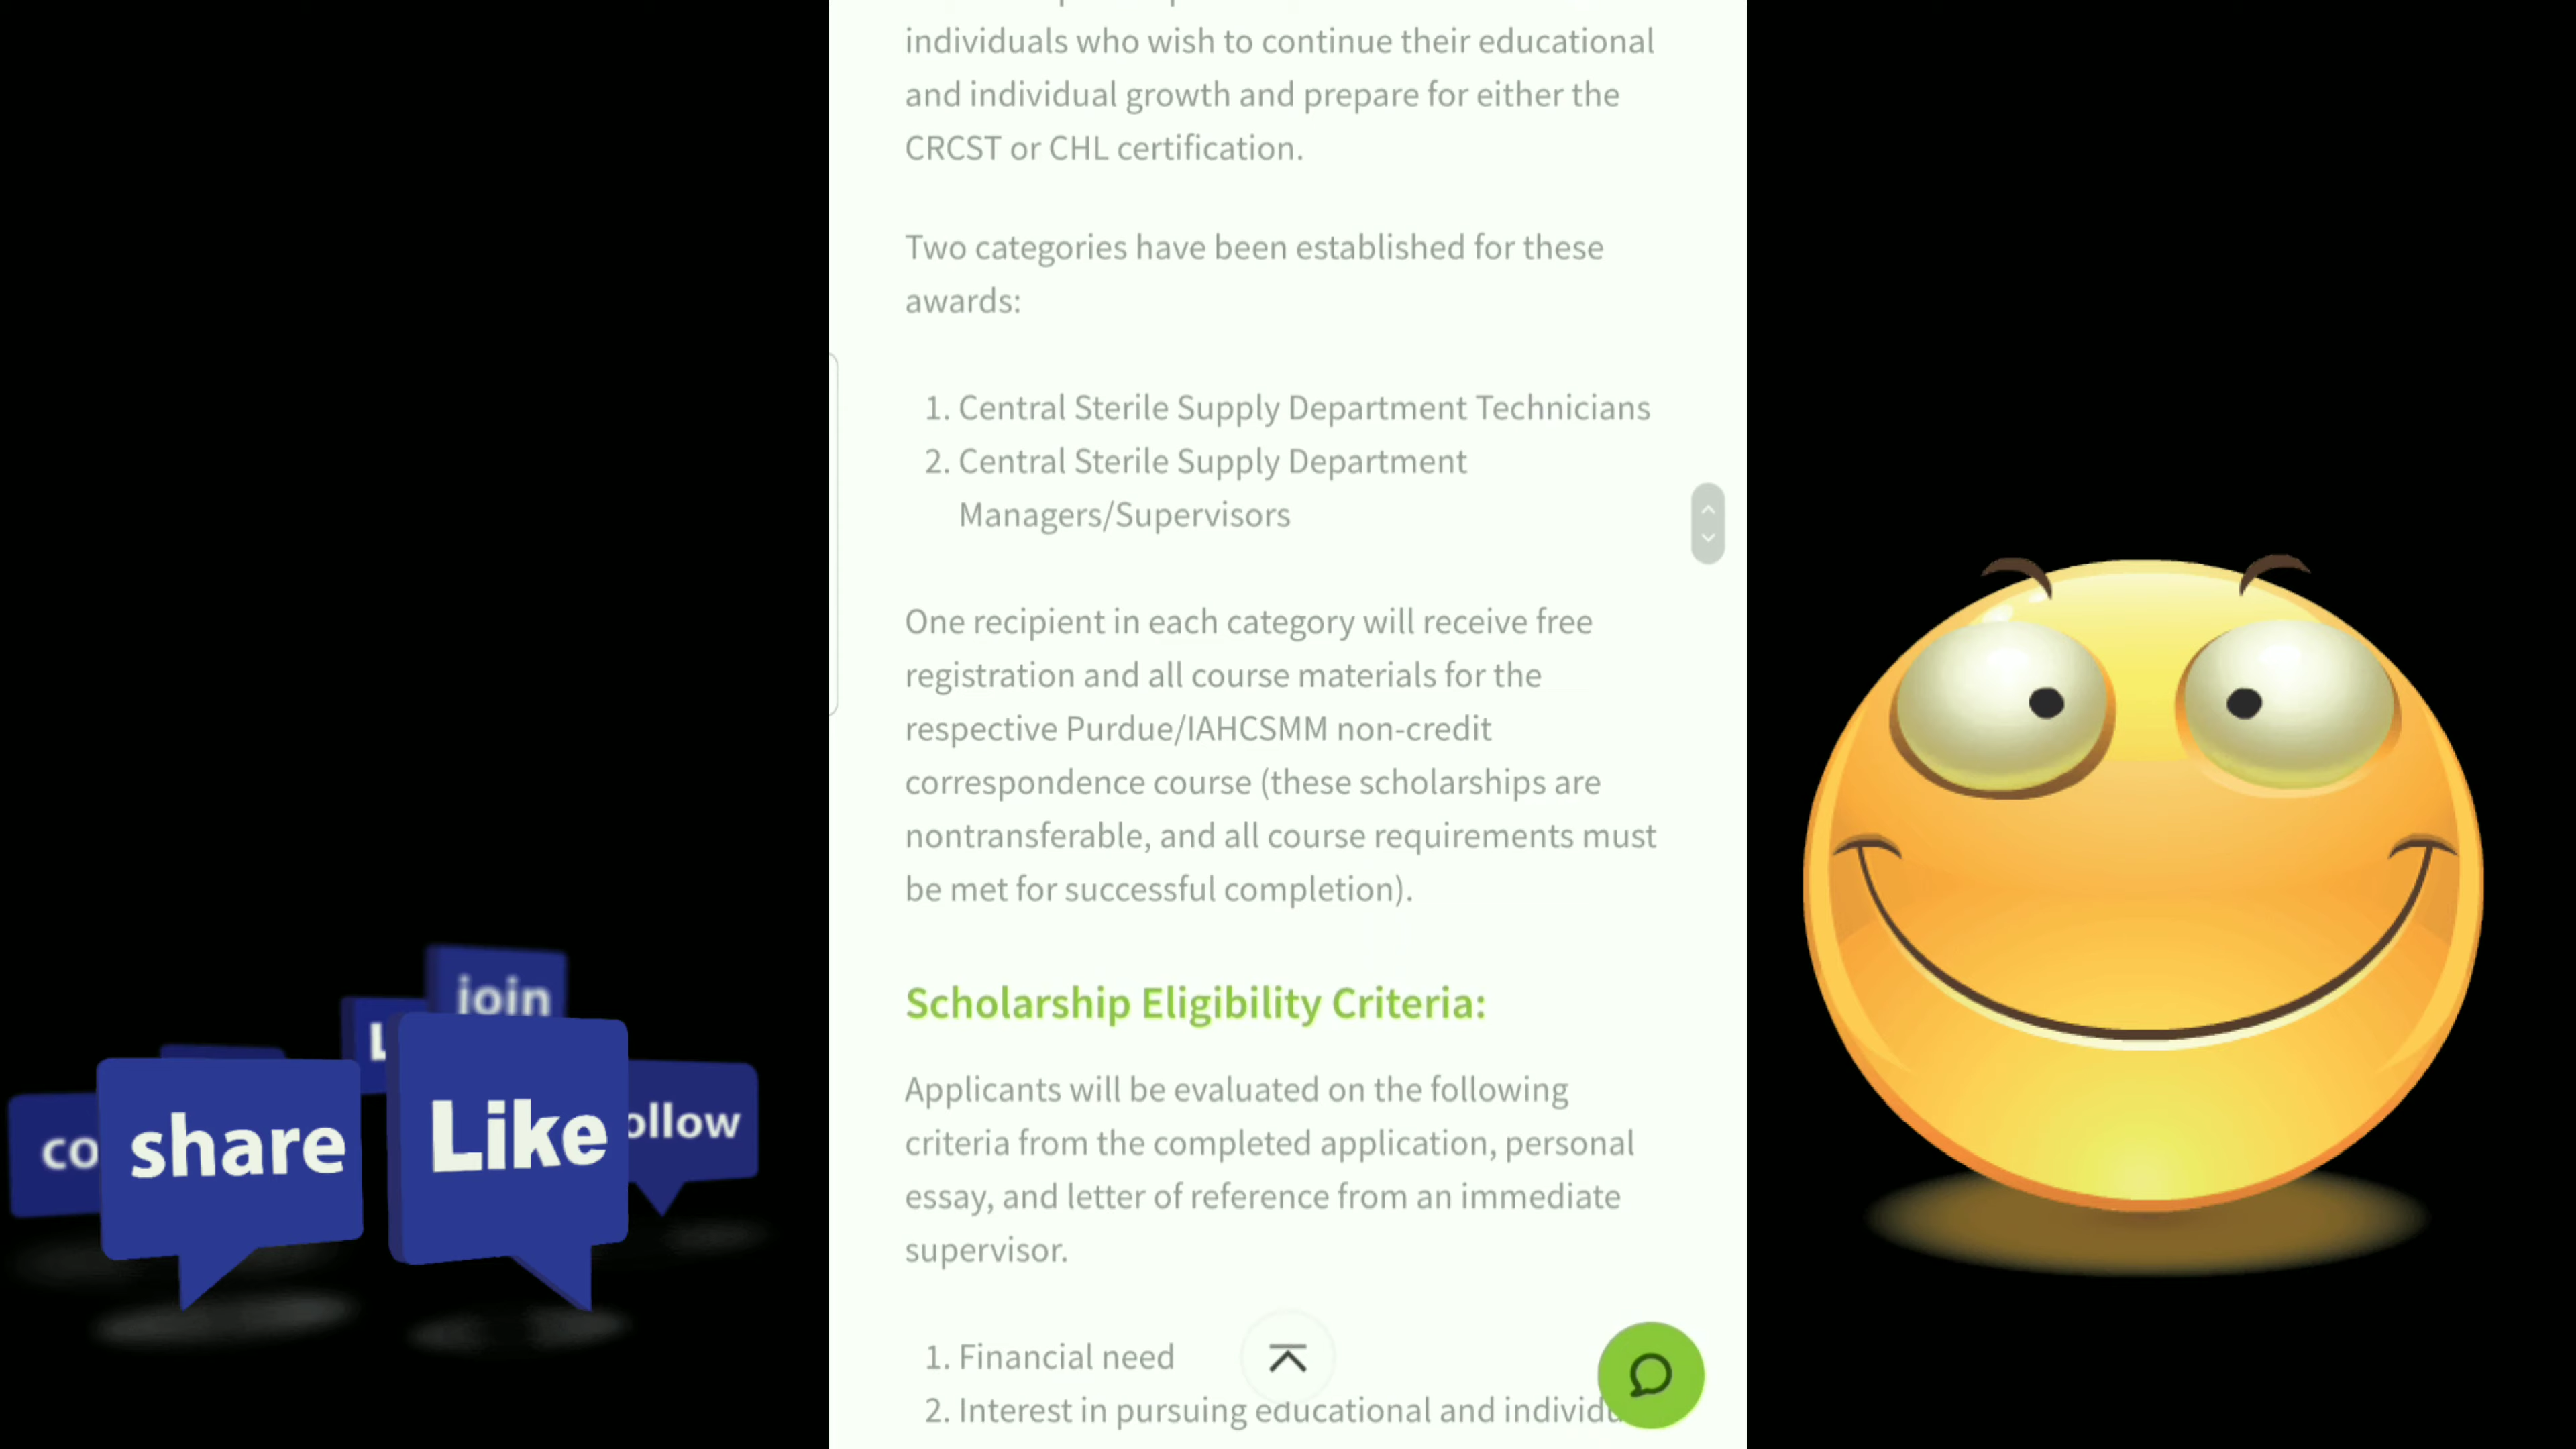 individuals who wish to continue their educational
and individual growth and prepare for either the
CRCST or CHL certification.
Two categories have been established for these
awards:
1. Central Sterile Supply Department Technicians
2. Central Sterile Supply Department
Managers/Supervisors
One recipient in each category will receive free
registration and all course materials for the
respective Purdue/IAHCSMM non-credit
correspondence course (these scholarships are
nontransferable, and all course requirements must
be met for successful completion).
Scholarship Eligibility Criteria:
Applicants will be evaluated on the following
criteria from the completed application, personal
essay, and letter of reference from an immediate
supervisor.
1. Financial need
2. Interest in pursuing educational and
join
share
Like